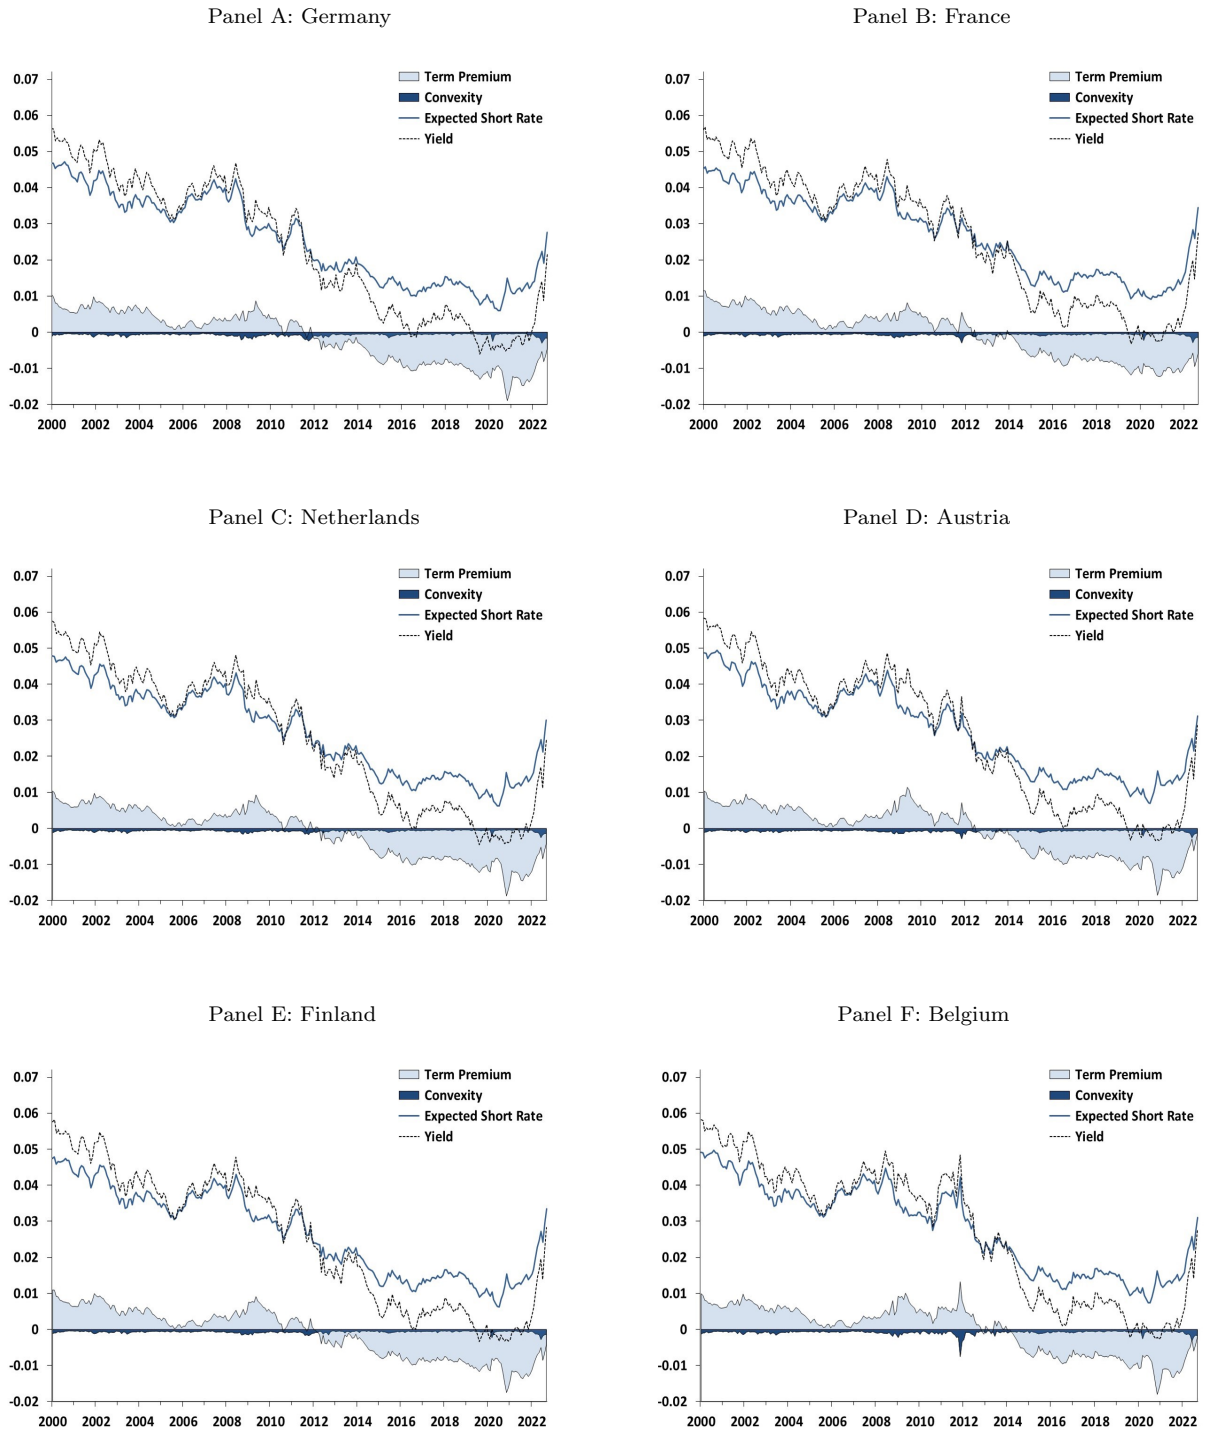 Panel A: Germany
0.07
0.06
0.05
0.04
0.03
0.02
0.01
0
-0.01
-0.02
2000 2002 2004 2006 2008 2010 2012 2014 2016 2018 2020 2022
Term Premium
Convexity
Expected Short Rate
Yield
Panel B: France
0.07
0.06
0.05
0.04
0.03
0.02
0.01
0
-0.01
-0.02
2000 2002 2004 2006 2008 2010 2012 2014 2016 2018 2020 2022
Term Premium
Convexity
Expected Short Rate
Yield
Panel C: Netherlands
0.07
0.06
0.05
0.04
0.03
0.02
0.01
0
-0.01
-0.02
2000 2002 2004 2006 2008 2010 2012 2014 2016 2018 2020 2022
Term Premium
Convexity
Expected Short Rate
Yield
Panel D: Austria
0.07
0.06
0.05
0.04
0.03
0.02
0.01
0
-0.01
-0.02
2000 2002 2004 2006 2008 2010 2012 2014 2016 2018 2020 2022
Term Premium
Convexity
Expected Short Rate
Yield
Panel E: Finland
0.07
0.06
0.05
0.04
0.03
0.02
0.01
0
-0.01
-0.02
2000 2002 2004 2006 2008 2010 2012 2014 2016 2018 2020 2022
Term Premium
Convexity
Expected Short Rate
Yield
Panel F: Belgium
0.07
0.06
0.05
0.04
0.03
0.02
0.01
0
-0.01
-0.02
2000 2002 2004 2006 2008 2010 2012 2014 2016 2018 2020 2022
Term Premium
Convexity
Expected Short Rate
Yield